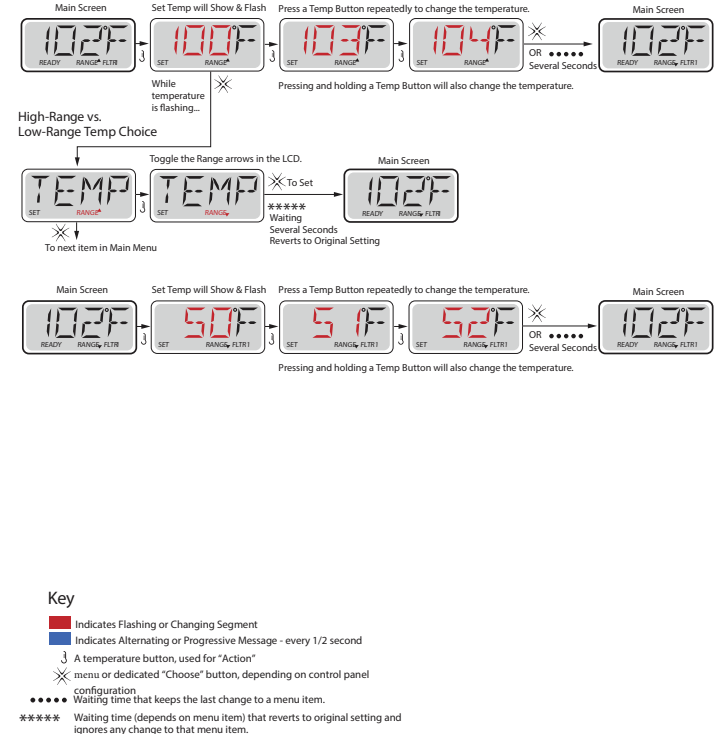 Main Screen
Set Temp will Show & Flash
Press a Temp Button repeatedly to change the temperature.
Main Screen
102°F
READY RANGE FLTR1
100°F
SET RANGE
103°F
SET RANGE
104°F
SET RANGE
OR •••••
Several Seconds
102°F
READY RANGE FLTR1
While
temperature
is flashing...
Pressing and holding a Temp Button will also change the temperature.
High-Range vs.
Low-Range Temp Choice
Toggle the Range arrows in the LCD.
Main Screen
TEMP
SET RANGE
TEMP
SET RANGE
To Set
*****
Waiting
Several Seconds
Reverts to Original Setting
102°F
READY RANGE FLTR1
To next item in Main Menu
Main Screen
Set Temp will Show & Flash
Press a Temp Button repeatedly to change the temperature.
Main Screen
102°F
READY RANGE FLTR1
50°F
SET RANGE FLTR1
51°F
SET RANGE FLTR1
52°F
SET RANGE FLTR1
OR •••••
Several Seconds
102°F
READY RANGE FLTR1
Pressing and holding a Temp Button will also change the temperature.
Key
Indicates Flashing or Changing Segment
Indicates Alternating or Progressive Message - every 1/2 second
A temperature button, used for “Action”
menu or dedicated “Choose” button, depending on control panel
configuration
••••• Waiting time that keeps the last change to a menu item.
***** Waiting time (depends on menu item) that reverts to original setting and
ignores any change to that menu item.